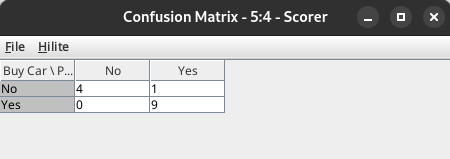 Confusion Matrix - 5:4 - Scorer
File Hilite
Buy Car \ P... No Yes
No 4 1
Yes 0 9